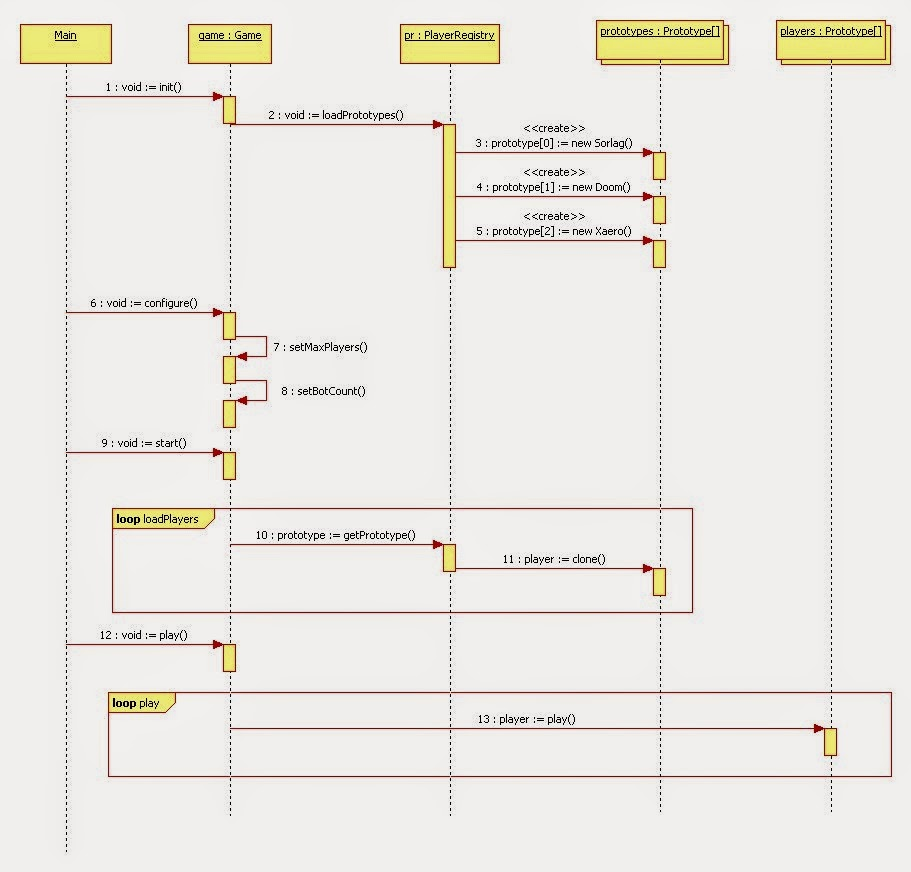 Main
game : Game
pr : PlayerRegistry
prototypes : Prototype[]
players : Prototype[]
1 : void := init()
2 : void := loadPrototypes()
<<create>>
3 : prototype[0] := new Sorlag()
<<create>>
4 : prototype[1] := new Doom()
<<create>>
5 : prototype[2] := new Xaero()
6 : void := configure()
7 : setMaxPlayers()
8 : setBotCount()
9 : void := start()
loop loadPlayers
10 : prototype := getPrototype()
11 : player := clone()
12 : void := play()
loop play
13 : player := play()